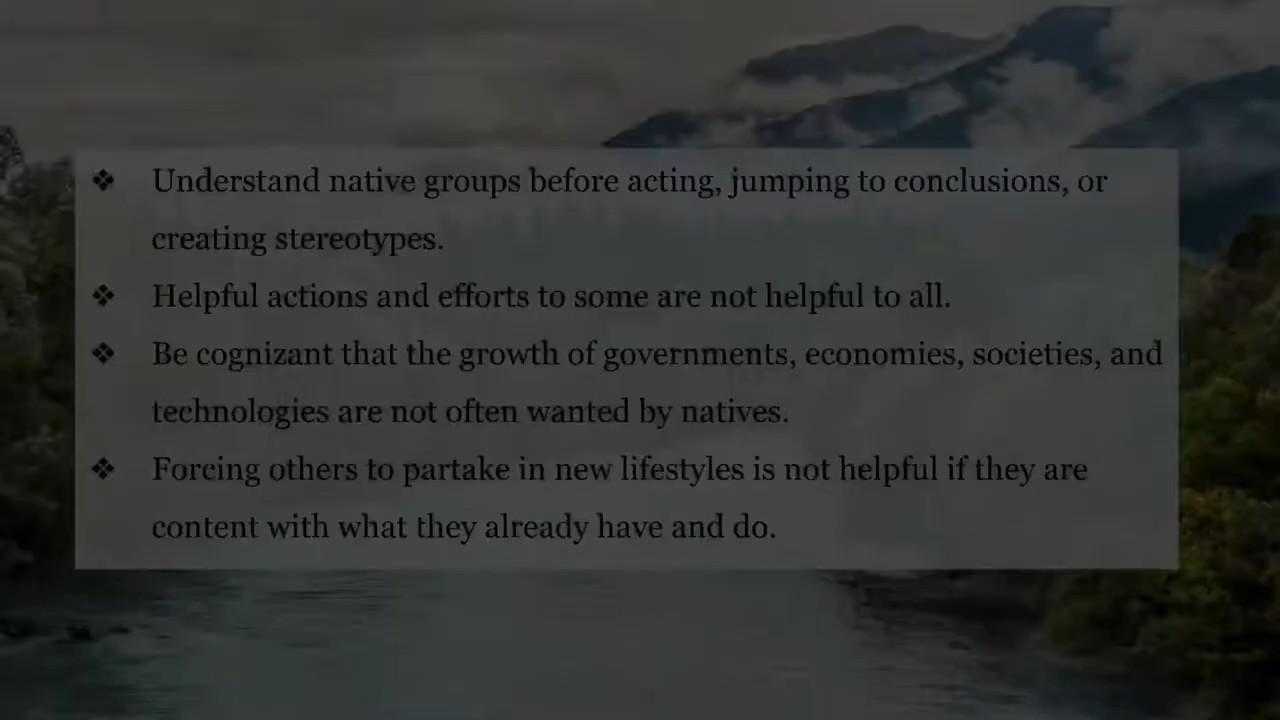 ❖ Understand native groups before acting, jumping to conclusions, or
creating stereotypes.
❖ Helpful actions and efforts to some are not helpful to all.
❖ Be cognizant that the growth of governments, economies, societies, and
technologies are not often wanted by natives.
❖ Forcing others to partake in new lifestyles is not helpful if they are
content with what they already have and do.